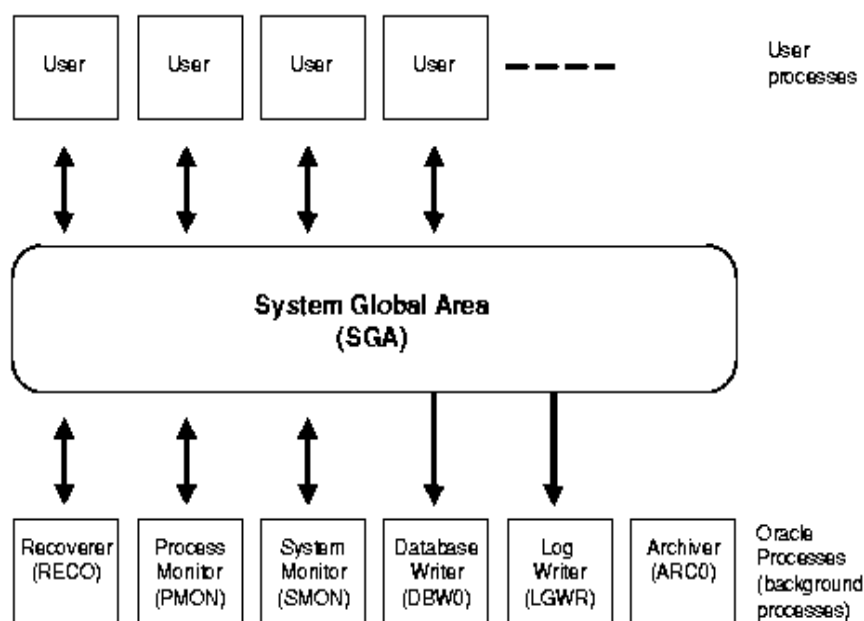 User
User
User
User
User
processes
System Global Area
(SGA)
Recoverer
(RECO)
Process
Monitor
(PMON)
System
Monitor
(SMON)
Database
Writer
(DBW0)
Log
Writer
(LGWR)
Archiver
(ARC0)
Oracle
Processes
(background
processes)